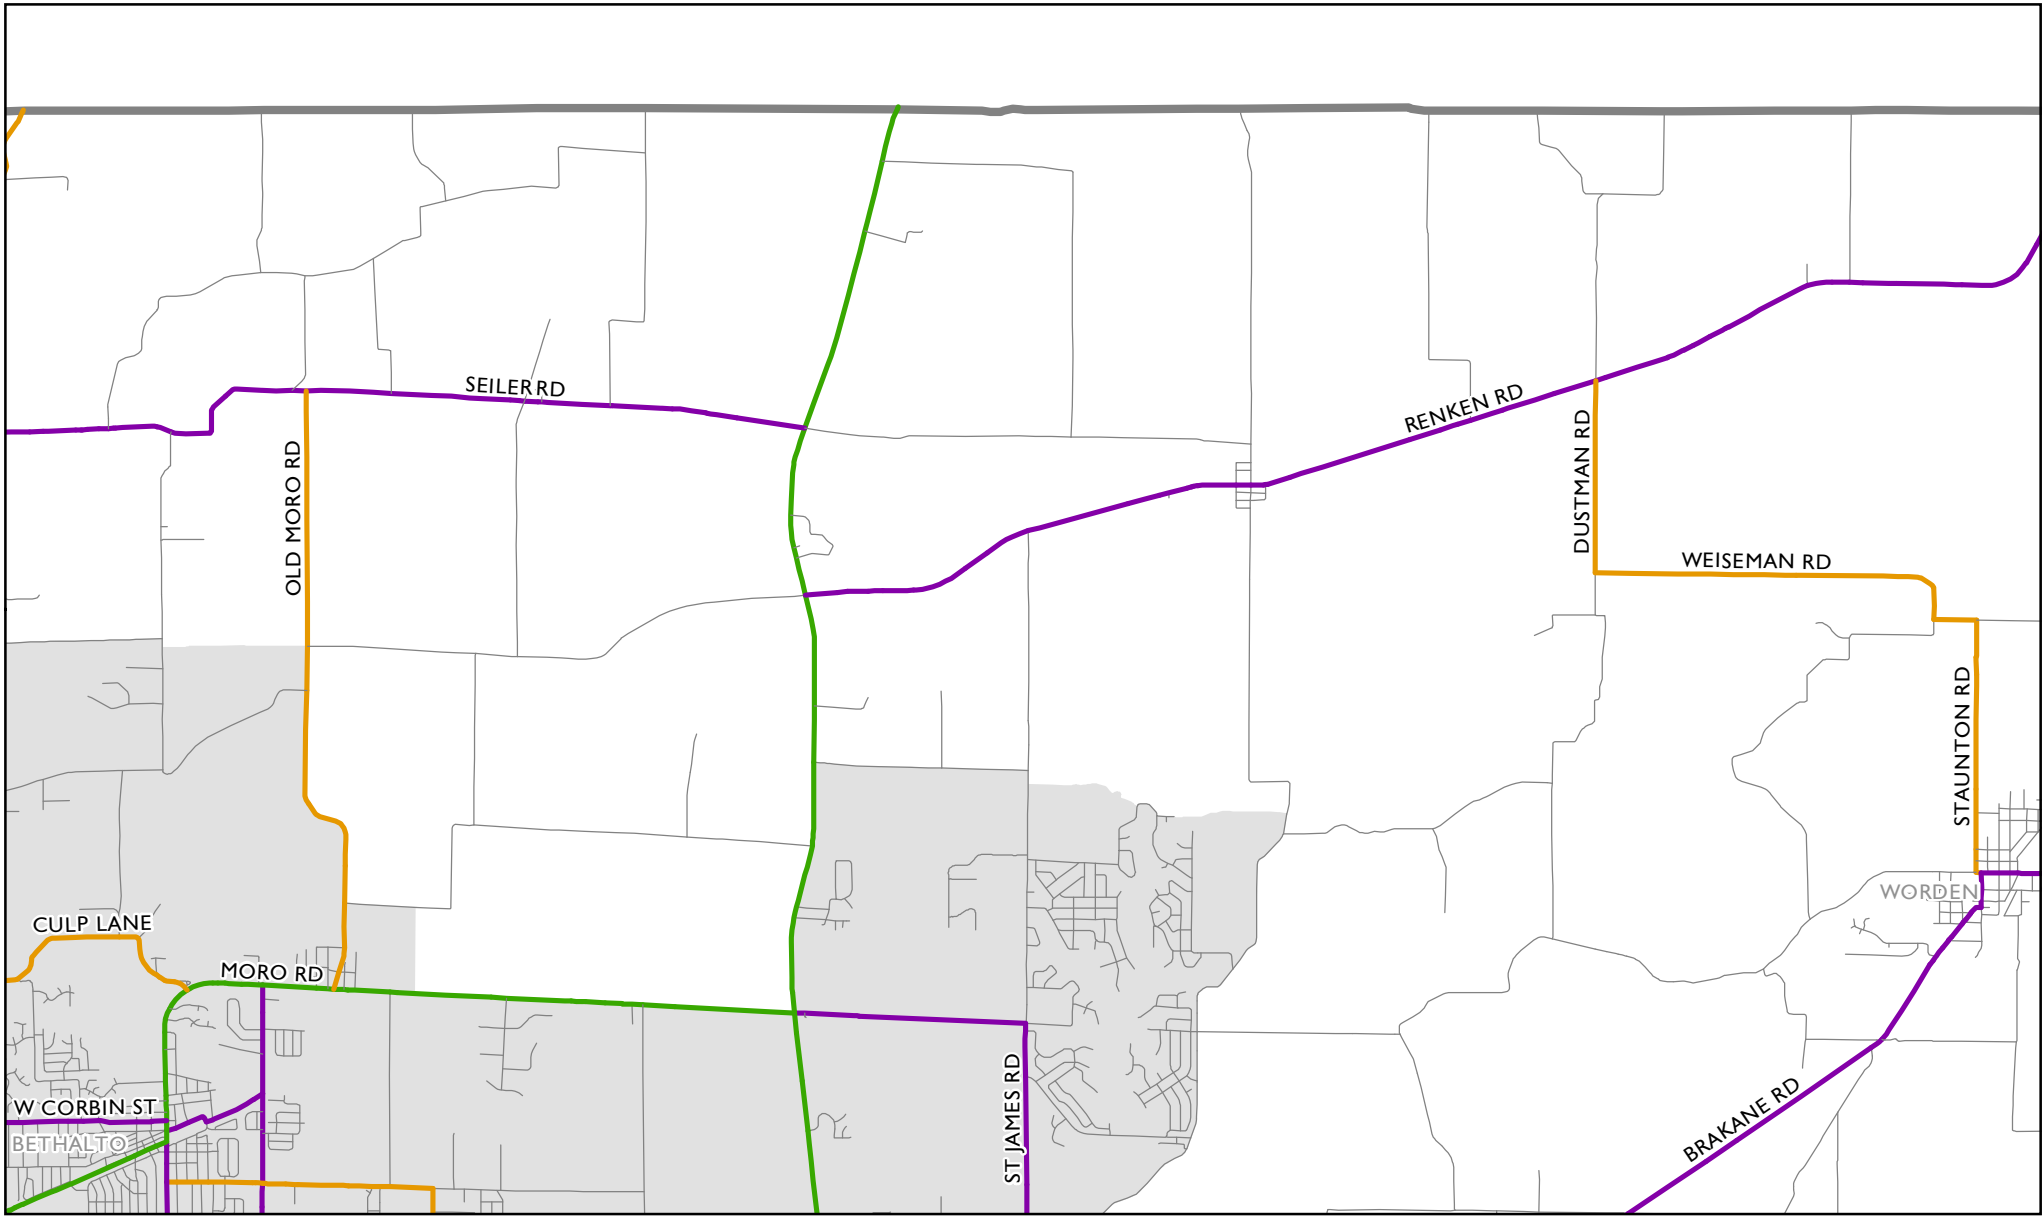 SEILER RD
RENKEN RD
OLD MORO RD
DUSTMAN RD
WEISEMAN RD
STAUNTON RD
WORDEN
CULP LANE
MORO RD
ST JAMES RD
W CORBIN ST
BETHALTO
BRAKANE RD